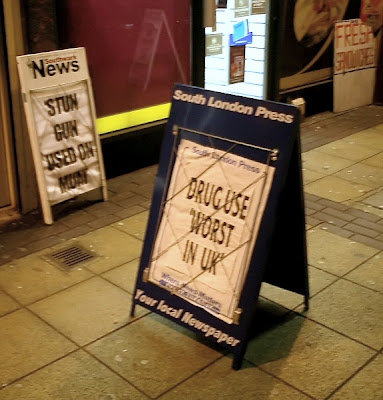 Southwark
News
STUN
GUN
USED ON
MUM
South London Press
South London Press
DRUG USE
'WORST
IN UK'
Your local Newspaper
FRESH
SANDWICHES